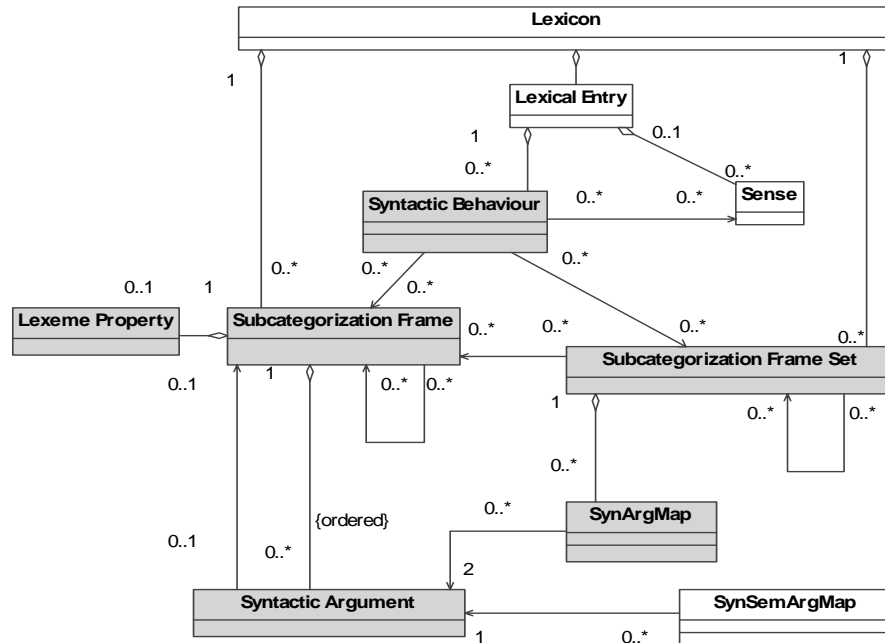 Lexicon
1
1
Lexical Entry
1
0..1
0..*
0..*
Sense
Syntactic Behaviour
0..*
0..*
0..*
0..*
0..*
0..*
0..1
1
0..*
0..*
Lexeme Property
Subcategorization Frame
0..*
0..*
Subcategorization Frame Set
0..1
1
0..*
0..*
1
0..*
0..*
0..*
SynArgMap
0..*
{ordered}
0..1
0..*
2
Syntactic Argument
SynSemArgMap
1
0..*